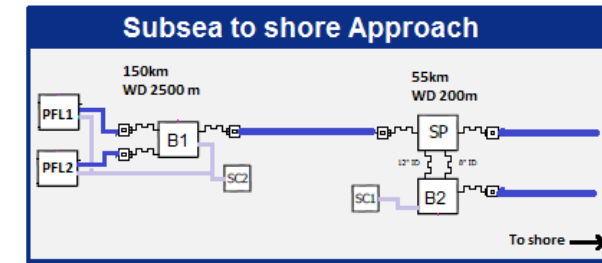 Subsea to shore Approach
150km
WD 2500 m
55km
WD 200m
PFL1
B1
SP
PFL2
12" ID
8" ID
SC2
SC1
B2
To shore